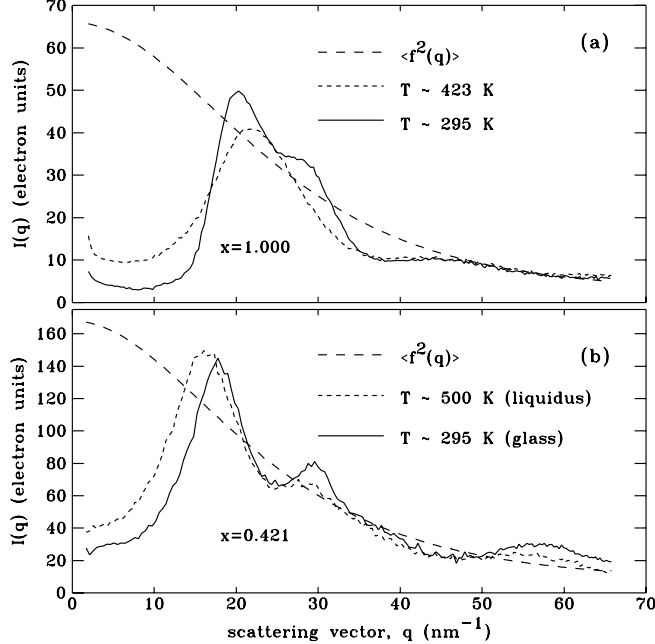 70
60
50
40
30
20
10
0
I(q) (electron units)
(a)
<f²(q)>
T ~ 423 K
T ~ 295 K
x=1.000
160
140
120
100
80
60
40
20
0
I(q) (electron units)
(b)
<f²(q)>
T ~ 500 K (liquidus)
T ~ 295 K (glass)
x=0.421
0 10 20 30 40 50 60 70
scattering vector, q (nm⁻¹)